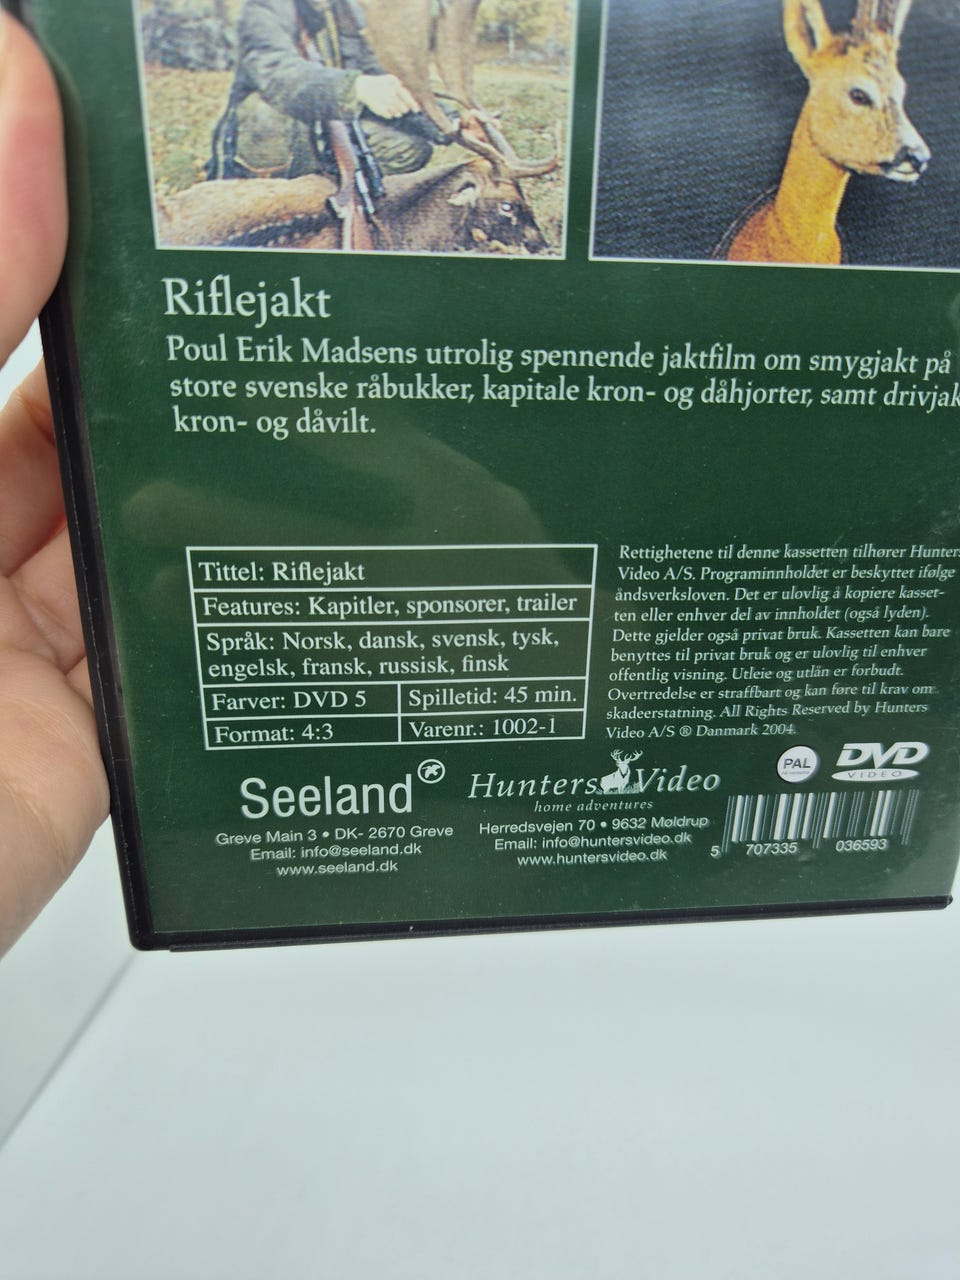 Riflejakt
Poul Erik Madsens utrolig spennende jaktfilm om smygjakt på
store svenske råbukker, kapitale kron- og dåhjorter, samt drivjak
kron- og dåvilt.
Tittel: Riflejakt
Features: Kapitler, sponsorer, trailer
Språk: Norsk, dansk, svensk, tysk,
engelsk, fransk, russisk, finsk
Farver: DVD 5
Spilletid: 45 min.
Format: 4:3
Varenr.: 1002-1
Rettighetene til denne kassetten tilhører Hunters
Video A/S. Programinnholdet er beskyttet ifølge
åndsverksloven. Det er ulovlig å kopiere kasset-
ten eller enhver del av innholdet (også lyden).
Dette gjelder også privat bruk. Kassetten kan bare
benyttes til privat bruk og er ulovlig til enhver
offentlig visning. Utleie og utlån er forbudt.
Overtredelse er straffbart og kan føre til krav om
skadeerstatning. All Rights Reserved by Hunters
Video A/S ® Danmark 2004.
Seeland
Greve Main 3 • DK- 2670 Greve
Email: info@seeland.dk
www.seeland.dk
Hunters Video
home adventures
Herredsvejen 70 • 9632 Møldrup
Email: info@huntersvideo.dk
www.huntersvideo.dk
PAL
DVD
VIDEO
5 707335 036593